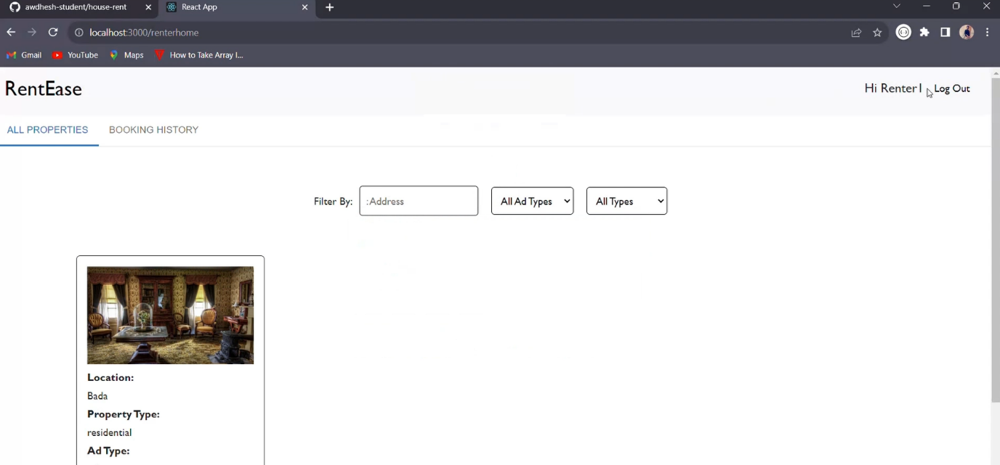 awdhesh-student/house-rent
React App
localhost:3000/renterhome
Gmail YouTube Maps How to Take Array I...
RentEase
Hi Renter1 Log Out
ALL PROPERTIES BOOKING HISTORY
Filter By: :Address All Ad Types All Types
Location:
Bada
Property Type:
residential
Ad Type: